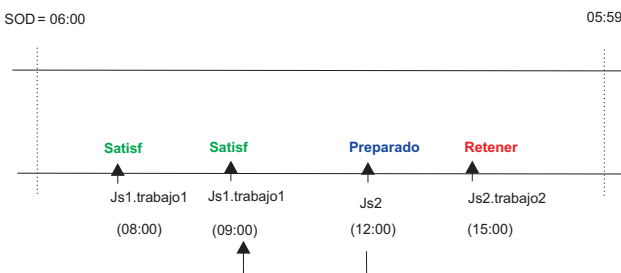 SOD = 06:00 05:59
Satisf Satisf Preparado Retener
Js1.trabajo1 Js1.trabajo1 Js2 Js2.trabajo2
(08:00) (09:00) (12:00) (15:00)